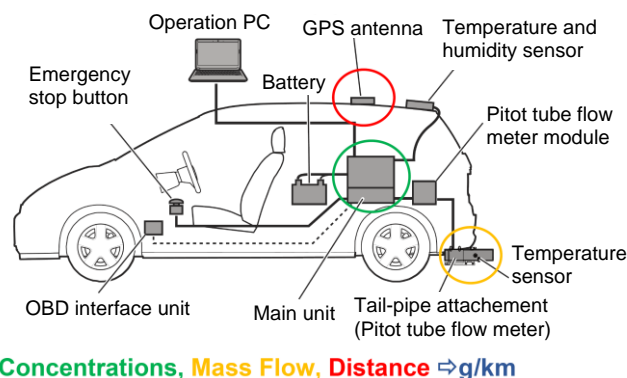 Operation PC
GPS antenna
Temperature and
humidity sensor
Emergency
stop button
Battery
Pitot tube flow
meter module
Temperature
sensor
OBD interface unit
Main unit
Tail-pipe attachement
(Pitot tube flow meter)
Concentrations, Mass Flow, Distance ⇨g/km